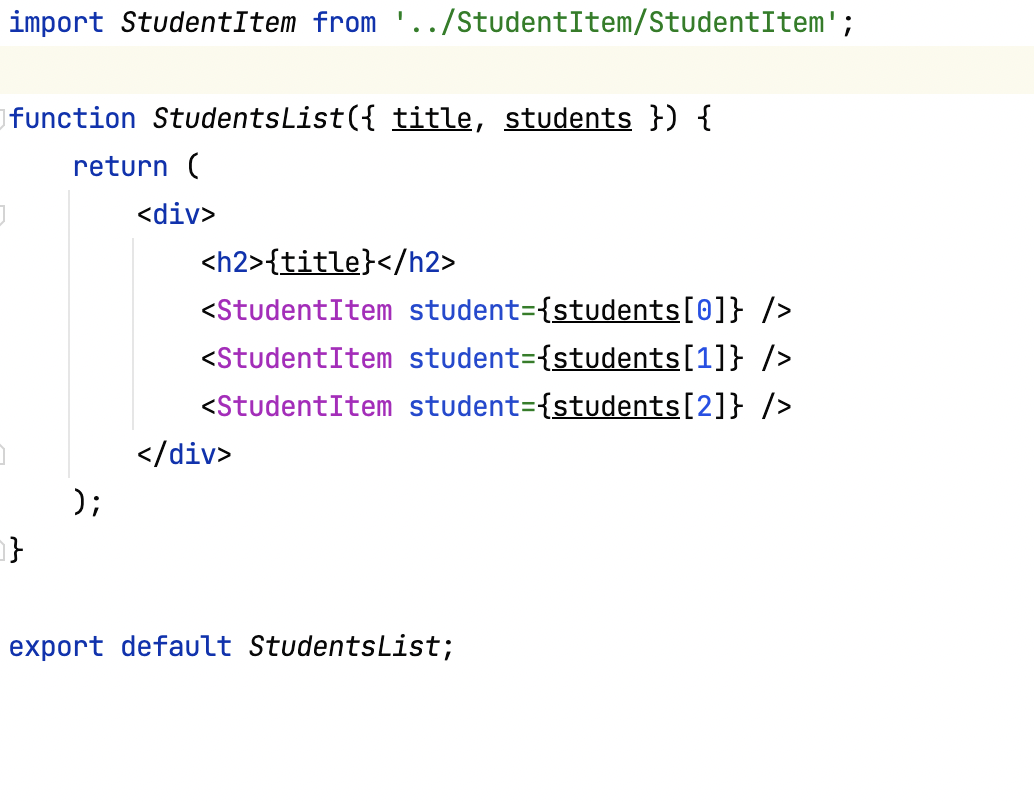 import StudentItem from '../StudentItem/StudentItem';
function StudentsList({ title, students }) {
return (
<div>
<h2>{title}</h2>
<StudentItem student={students[0]} />
<StudentItem student={students[1]} />
<StudentItem student={students[2]} />
</div>
);
}
export default StudentsList;